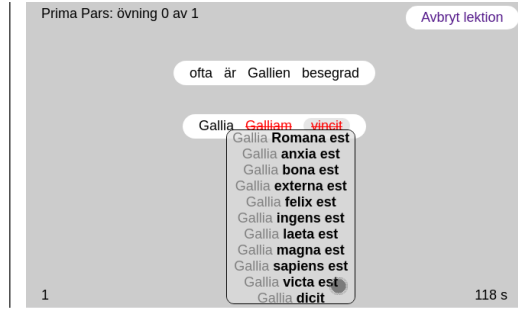 Prima Pars: övning 0 av 1
Avbryt lektion
ofta är Gallien besegrad
Gallia Galliam vincit
Gallia Romana est
Gallia anxia est
Gallia bona est
Gallia externa est
Gallia felix est
Gallia ingens est
Gallia laeta est
Gallia magna est
Gallia sapiens est
Gallia victa est
Gallia dicit
1
118 s